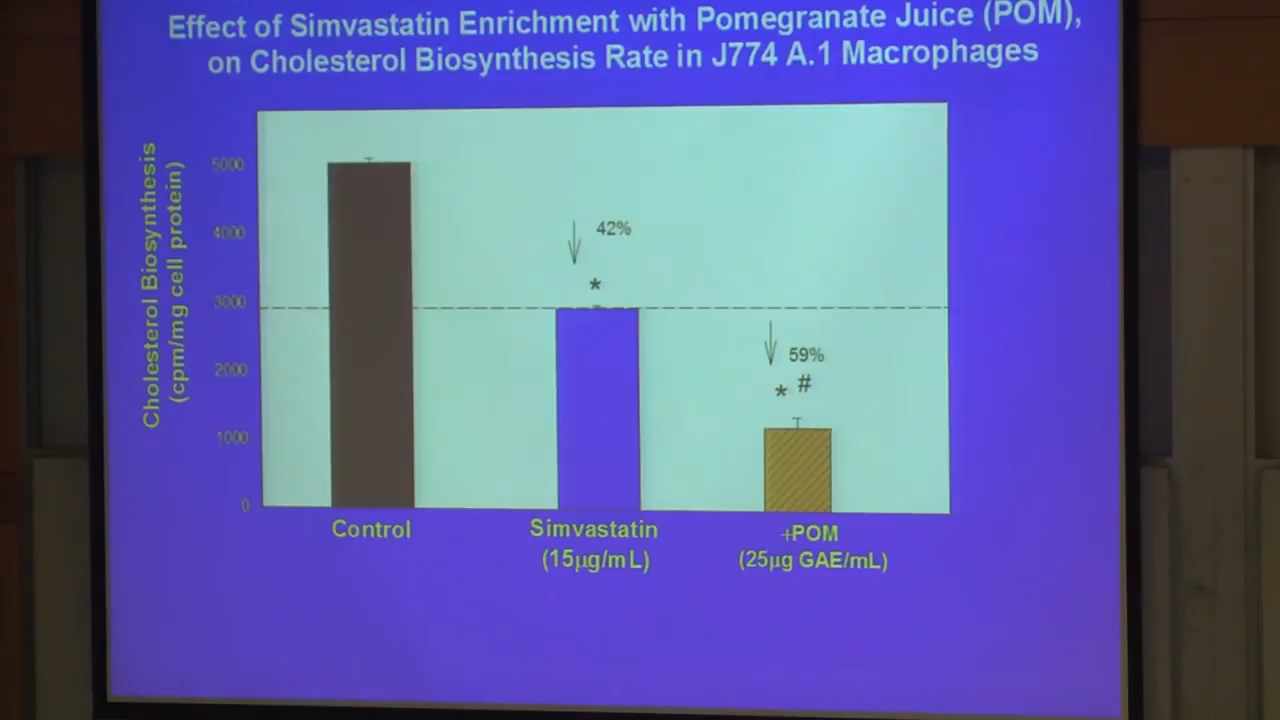 Effect of Simvastatin Enrichment with Pomegranate Juice (POM),
on Cholesterol Biosynthesis Rate in J774 A.1 Macrophages
Cholesterol Biosynthesis
(cpm/mg cell protein)
5000
4000
3000
2000
1000
0
42%
*
59%
* #
Control
Simvastatin
(15µg/mL)
+POM
(25µg GAE/mL)